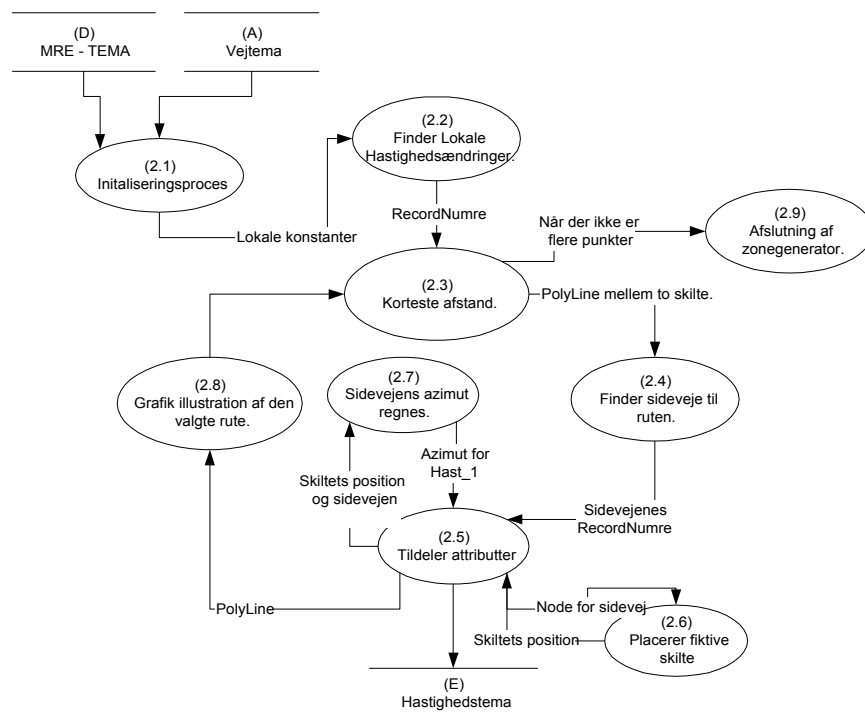 (D)
MRE - TEMA
(A)
Vejtema
(2.1)
Initaliseringsproces
(2.2)
Finder Lokale
Hastighedsændringer.
Lokale konstanter
RecordNumre
Når der ikke er
flere punkter
(2.9)
Afslutning af
zonegenerator.
(2.3)
Korteste afstand.
PolyLine mellem to skilte.
(2.8)
Grafik illustration af den
valgte rute.
(2.7)
Sidevejens azimut
regnes.
(2.4)
Finder sideveje til
ruten.
Skiltets position
og sidevejen
Azimut for
Hast_1
Sidevejenes
RecordNumre
(2.5)
Tildeler attributter
PolyLine
Node for sidevej
Skiltets position
(2.6)
Placerer fiktive
skilte
(E)
Hastighedstema